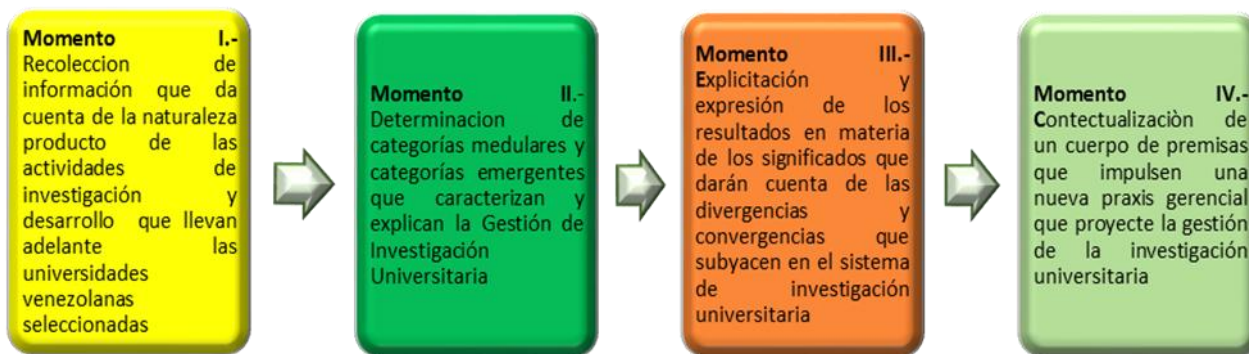 Momento I.-
Recoleccion de
información que da
cuenta de la naturaleza
producto de las
actividades de
investigación y
desarrollo que llevan
adelante las
universidades
venezolanas
seleccionadas
Momento II.-
Determinacion de
categorías medulares y
categorías emergentes
que caracterizan y
explican la Gestión de
Investigación
Universitaria
Momento III.-
Explicitación y
expresión de los
resultados en materia
de los significados que
darán cuenta de las
divergencias y
convergencias que
subyacen en el sistema
de investigación
universitaria
Momento IV.-
Contectualizaciòn de
un cuerpo de premisas
que impulsen una
nueva praxis gerencial
que proyecte la gestión
de la investigación
universitaria